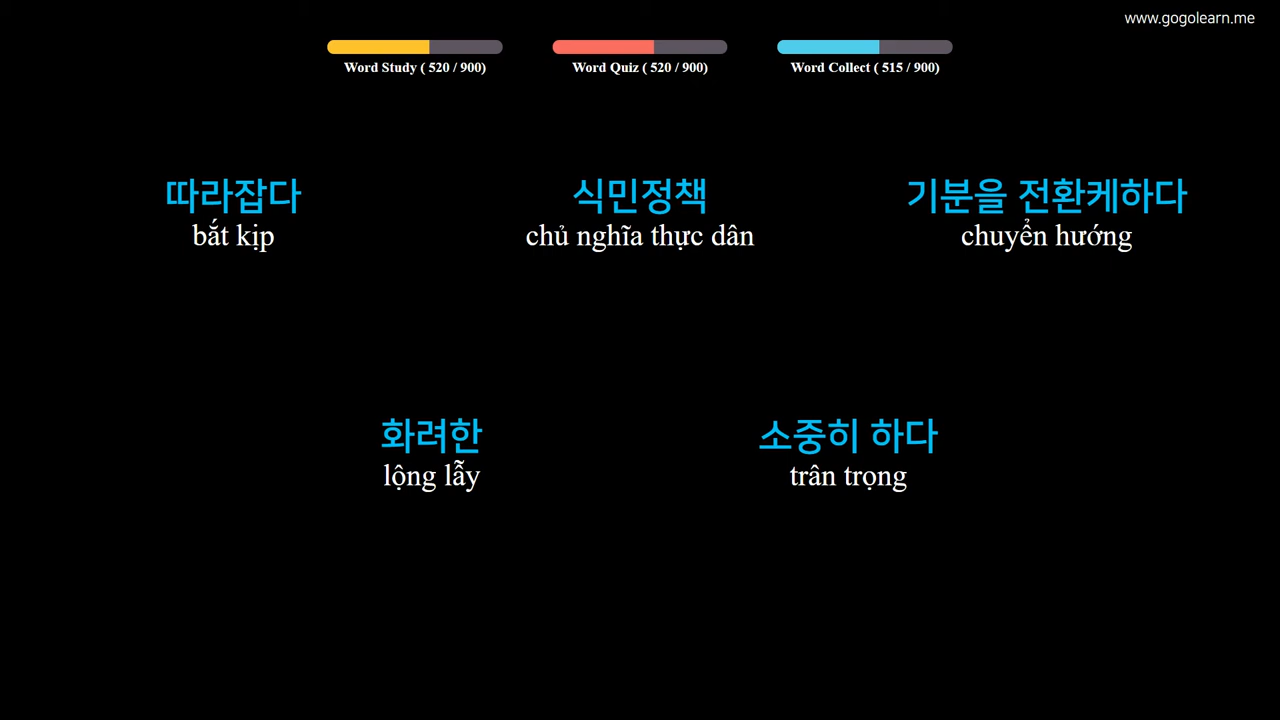 www.gogolearn.me
Word Study ( 520 / 900)
Word Quiz ( 520 / 900)
Word Collect ( 515 / 900)
따라잡다
bắt kịp
식민정책
chủ nghĩa thực dân
기분을 전환케하다
chuyển hướng
화려한
lộng lẫy
소중히 하다
trân trọng